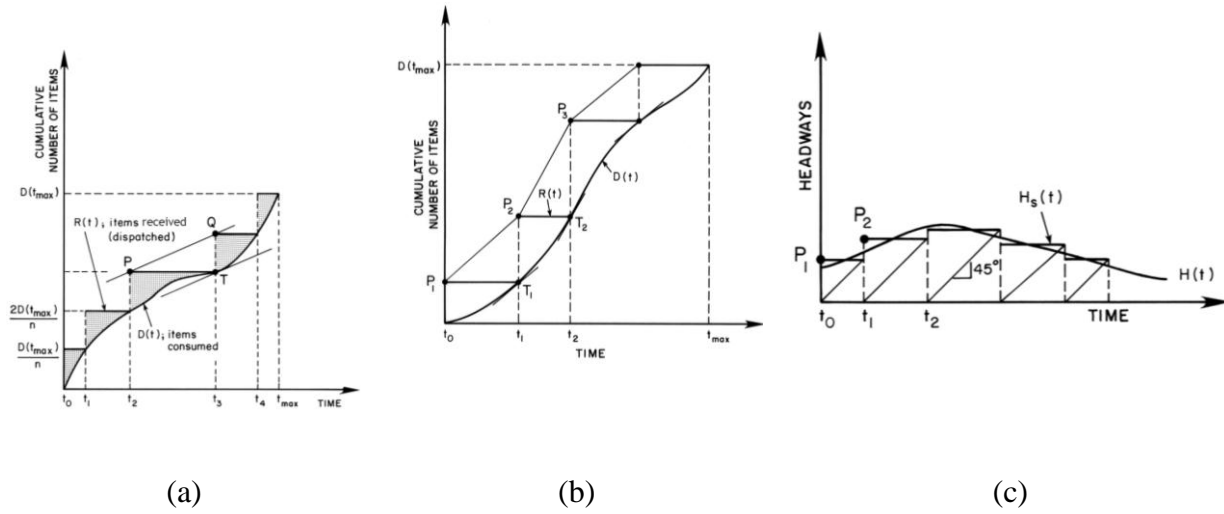 CUMULATIVE
NUMBER OF ITEMS
D(tmax)
R(t); items received
(dispatched)
Q
P
T
2D(tmax)
n
D(t); items
consumed
D(tmax)
n
t0 t1 t2 t3 t4 tmax TIME
(a)
CUMULATIVE
NUMBER OF ITEMS
D(tmax)
P3
D(t)
P2
R(t)
T2
P1
T1
t0 t1 t2 tmax
TIME
(b)
HEADWAYS
Hs(t)
P2
P1
45°
H(t)
t0 t1 t2 TIME
(c)